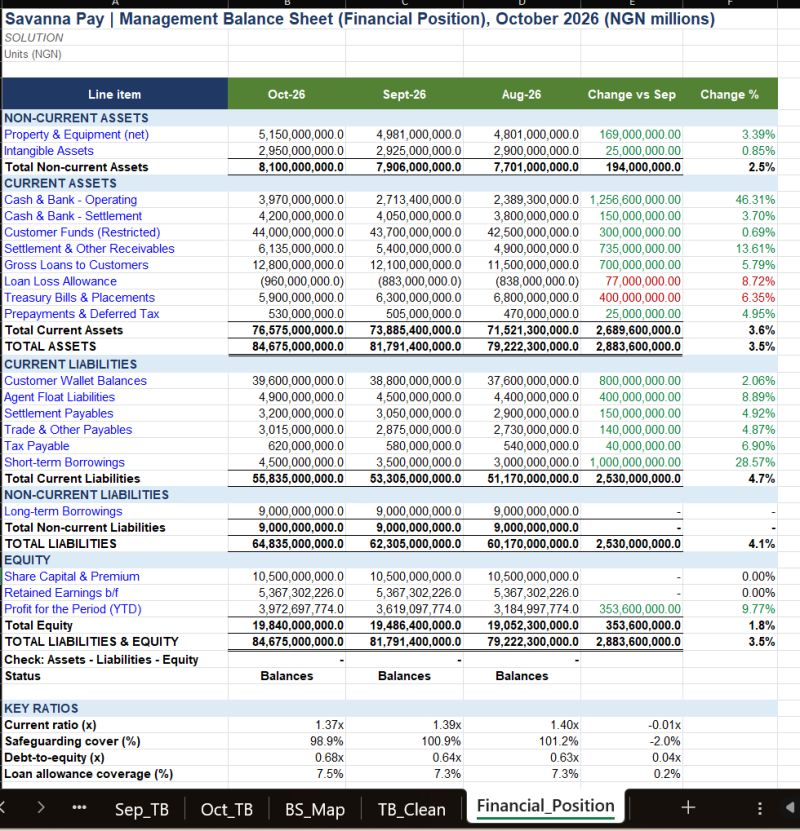 A B C D E F
Savanna Pay | Management Balance Sheet (Financial Position), October 2026 (NGN millions)
SOLUTION
Units (NGN)
Line item Oct-26 Sept-26 Aug-26 Change vs Sep Change %
NON-CURRENT ASSETS
Property & Equipment (net) 5,150,000,000.0 4,981,000,000.0 4,801,000,000.0 169,000,000.00 3.39%
Intangible Assets 2,950,000,000.0 2,925,000,000.0 2,900,000,000.0 25,000,000.00 0.85%
Total Non-current Assets 8,100,000,000.0 7,906,000,000.0 7,701,000,000.0 194,000,000.0 2.5%
CURRENT ASSETS
Cash & Bank - Operating 3,970,000,000.0 2,713,400,000.0 2,389,300,000.0 1,256,600,000.00 46.31%
Cash & Bank - Settlement 4,200,000,000.0 4,050,000,000.0 3,800,000,000.0 150,000,000.00 3.70%
Customer Funds (Restricted) 44,000,000,000.0 43,700,000,000.0 42,500,000,000.0 300,000,000.00 0.69%
Settlement & Other Receivables 6,135,000,000.0 5,400,000,000.0 4,900,000,000.0 735,000,000.00 13.61%
Gross Loans to Customers 12,800,000,000.0 12,100,000,000.0 11,500,000,000.0 700,000,000.00 5.79%
Loan Loss Allowance (960,000,000.0) (883,000,000.0) (838,000,000.0) 77,000,000.00 8.72%
Treasury Bills & Placements 5,900,000,000.0 6,300,000,000.0 6,800,000,000.0 400,000,000.00 6.35%
Prepayments & Deferred Tax 530,000,000.0 505,000,000.0 470,000,000.0 25,000,000.00 4.95%
Total Current Assets 76,575,000,000.0 73,885,400,000.0 71,521,300,000.0 2,689,600,000.0 3.6%
TOTAL ASSETS 84,675,000,000.0 81,791,400,000.0 79,222,300,000.0 2,883,600,000.0 3.5%
CURRENT LIABILITIES
Customer Wallet Balances 39,600,000,000.0 38,800,000,000.0 37,600,000,000.0 800,000,000.00 2.06%
Agent Float Liabilities 4,900,000,000.0 4,500,000,000.0 4,400,000,000.0 400,000,000.00 8.89%
Settlement Payables 3,200,000,000.0 3,050,000,000.0 2,900,000,000.0 150,000,000.00 4.92%
Trade & Other Payables 3,015,000,000.0 2,875,000,000.0 2,730,000,000.0 140,000,000.00 4.87%
Tax Payable 620,000,000.0 580,000,000.0 540,000,000.0 40,000,000.00 6.90%
Short-term Borrowings 4,500,000,000.0 3,500,000,000.0 3,000,000,000.0 1,000,000,000.00 28.57%
Total Current Liabilities 55,835,000,000.0 53,305,000,000.0 51,170,000,000.0 2,530,000,000.0 4.7%
NON-CURRENT LIABILITIES
Long-term Borrowings 9,000,000,000.0 9,000,000,000.0 9,000,000,000.0 - -
Total Non-current Liabilities 9,000,000,000.0 9,000,000,000.0 9,000,000,000.0 - -
TOTAL LIABILITIES 64,835,000,000.0 62,305,000,000.0 60,170,000,000.0 2,530,000,000.0 4.1%
EQUITY
Share Capital & Premium 10,500,000,000.0 10,500,000,000.0 10,500,000,000.0 - 0.00%
Retained Earnings b/f 5,367,302,226.0 5,367,302,226.0 5,367,302,226.0 - 0.00%
Profit for the Period (YTD) 3,972,697,774.0 3,619,097,774.0 3,184,997,774.0 353,600,000.00 9.77%
Total Equity 19,840,000,000.0 19,486,400,000.0 19,052,300,000.0 353,600,000.0 1.8%
TOTAL LIABILITIES & EQUITY 84,675,000,000.0 81,791,400,000.0 79,222,300,000.0 2,883,600,000.0 3.5%
Check: Assets - Liabilities - Equity - - -
Status Balances Balances Balances
KEY RATIOS
Current ratio (x) 1.37x 1.39x 1.40x -0.01x
Safeguarding cover (%) 98.9% 100.9% 101.2% -2.0%
Debt-to-equity (x) 0.68x 0.64x 0.63x 0.04x
Loan allowance coverage (%) 7.5% 7.3% 7.3% 0.2%
Sep_TB Oct_TB BS_Map TB_Clean Financial_Position